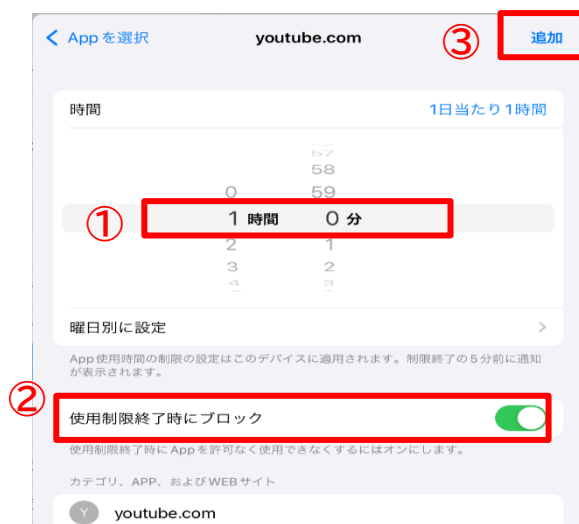 Appを選択 youtube.com ③ 追加
時間 1日当たり1時間
57
58
0 59
① 1 時間 0 分
2 1
3 2
4 3
曜日別に設定
App使用時間の制限の設定はこのデバイスに適用されます。制限終了の5分前に通知
が表示されます。
② 使用制限終了時にブロック
使用制限終了時にAppを許可なく使用できなくするにはオンにします。
カテゴリ、APP、およびWEBサイト
Y youtube.com